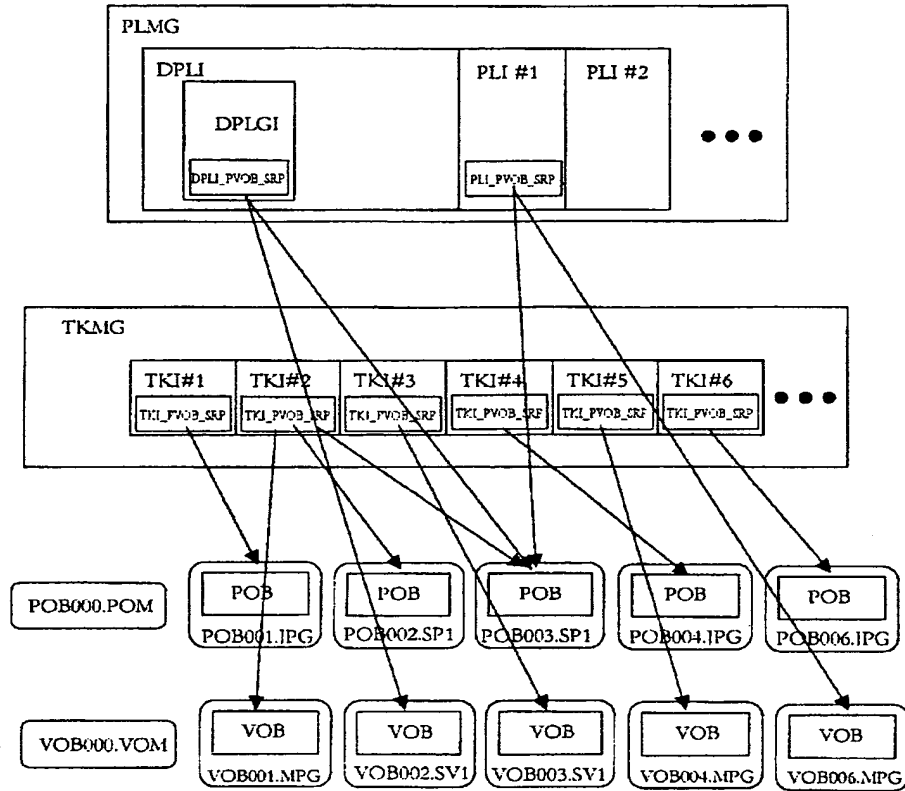 PLMG
DPLI
PLI #1
PLI #2
DPLGI
DPLI_PVOB_SRP
PLI_PVOB_SRP
TKMG
TKI#1
TKI#2
TKI#3
TKI#4
TKI#5
TKI#6
TKI_PVOB_SRP
TKI_PVOB_SRP
TKI_PVOB_SRP
TKI_PVOB_SRP
TKI_PVOB_SRP
TKI_PVOB_SRP
POB000.POM
POB
POB001.JPG
POB
POB002.SP1
POB
POB003.SP1
POB
POB004.JPG
POB
POB006.JPG
VOB000.VOM
VOB
VOB001.MPG
VOB
VOB002.SV1
VOB
VOB003.SV1
VOB
VOB004.MPG
VOB
VOB006.MPG